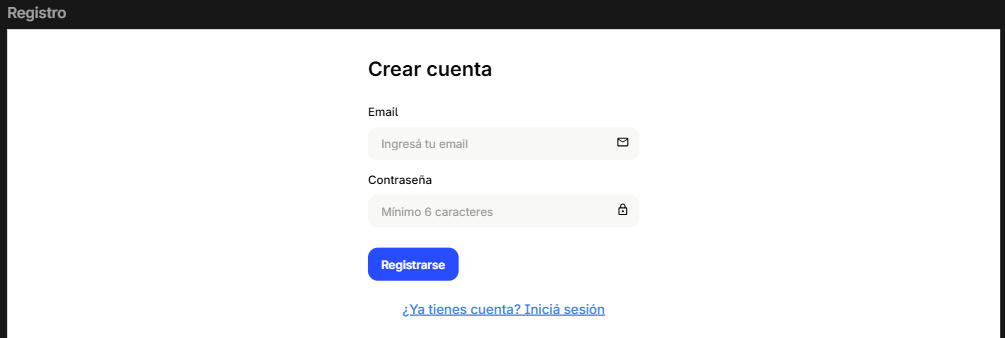 Registro
Crear cuenta
Email
Ingresá tu email
Contraseña
Mínimo 6 caracteres
Registrarse
¿Ya tienes cuenta? Iniciá sesión